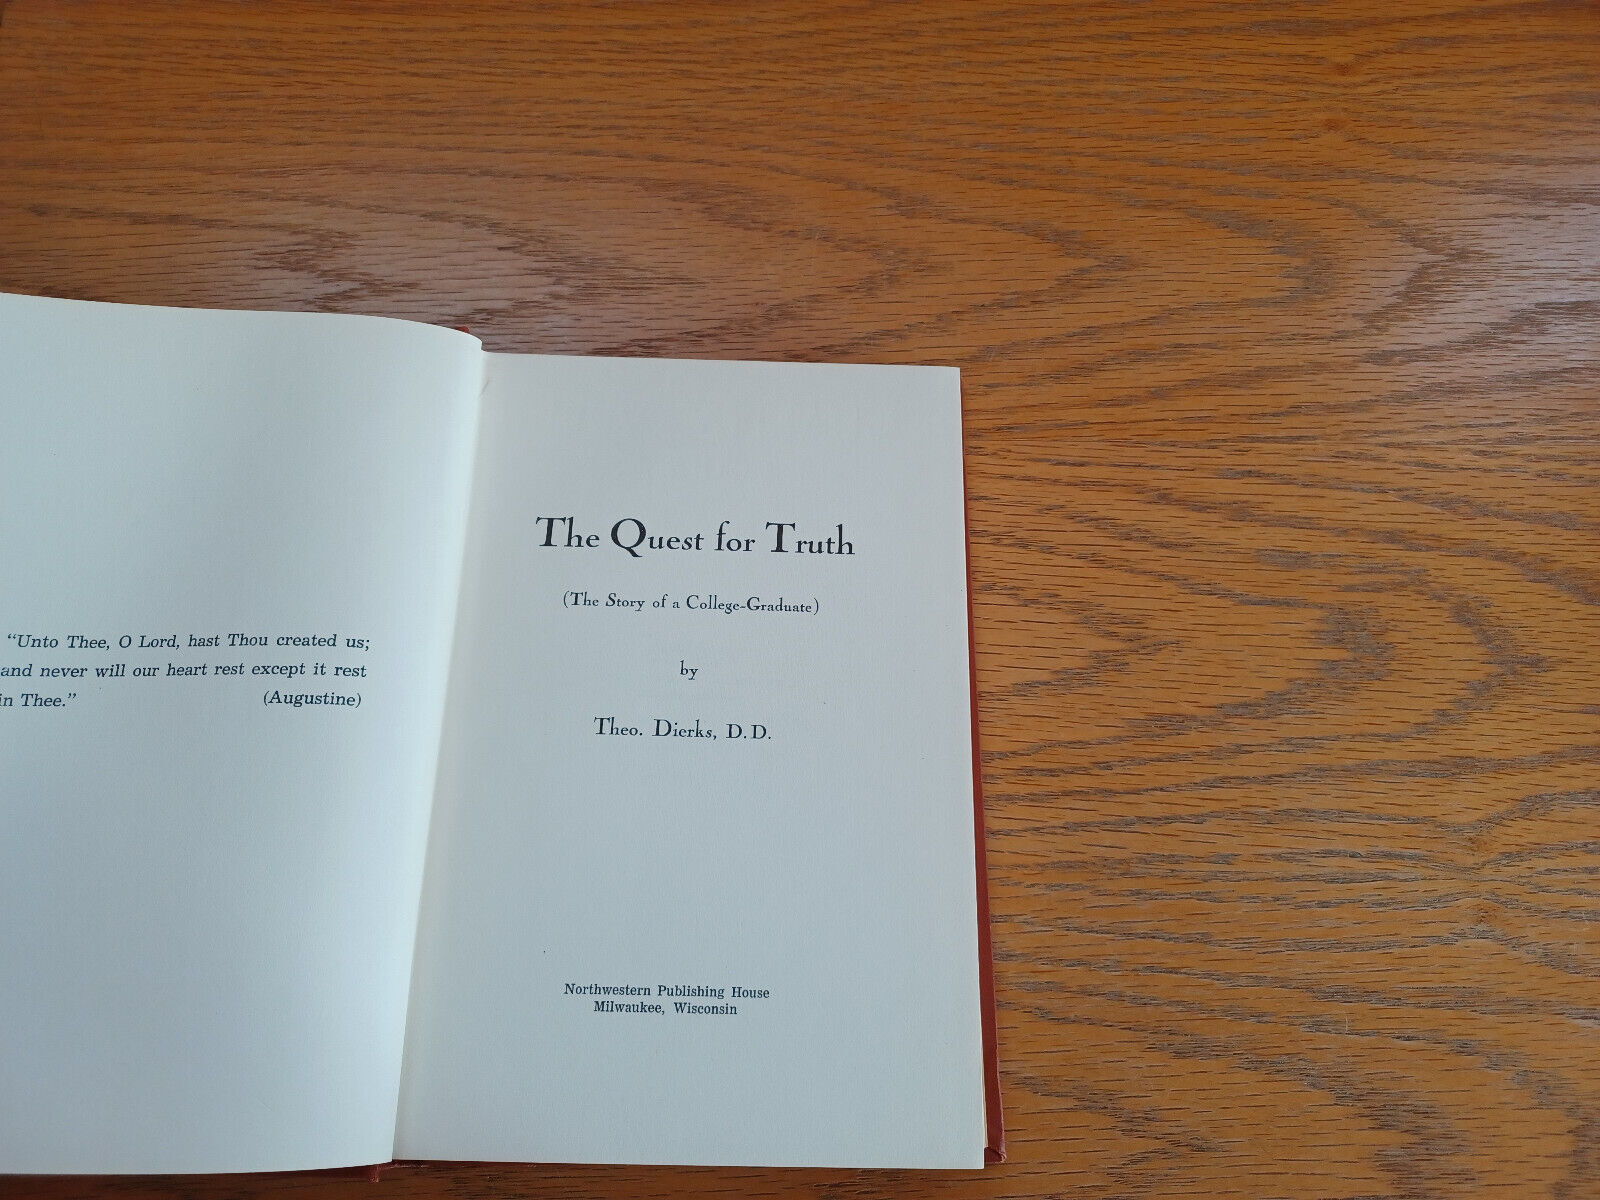 “Unto Thee, O Lord, hast Thou created us;
and never will our heart rest except it rest
in Thee.” (Augustine)
The Quest for Truth
(The Story of a College-Graduate)
by
Theo. Dierks, D.D.
Northwestern Publishing House
Milwaukee, Wisconsin